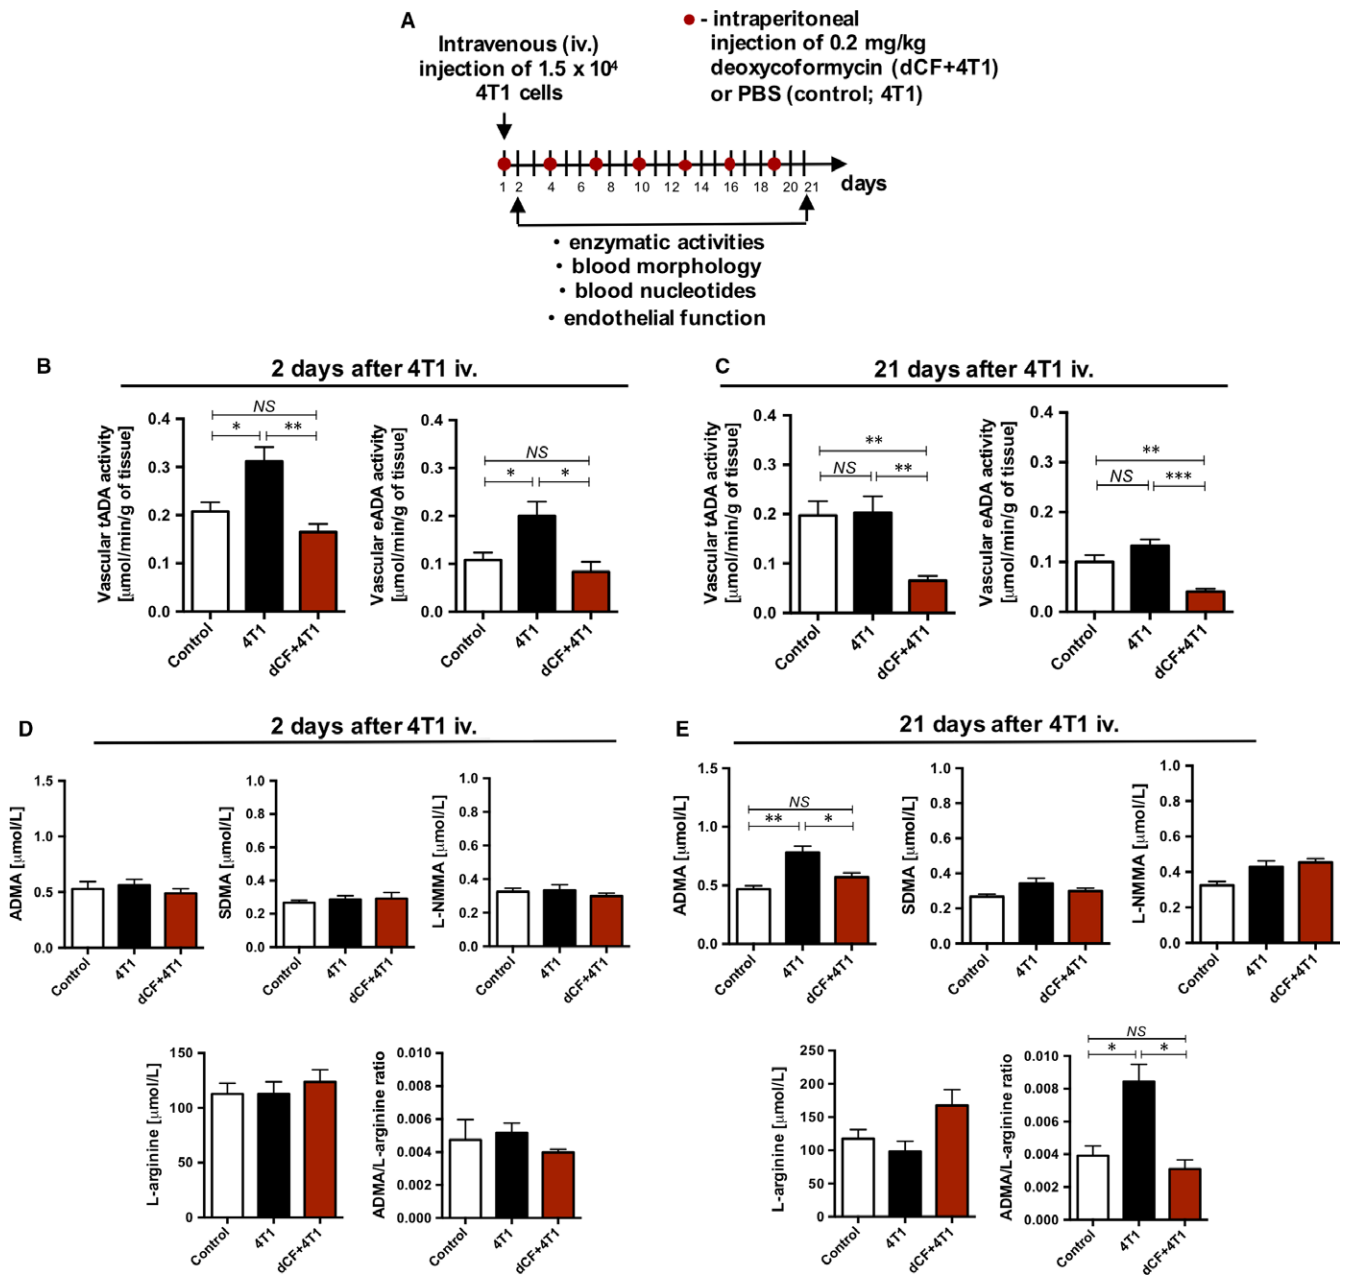 A
Intravenous (iv.)
injection of 1.5 x 10⁴
4T1 cells
- intraperitoneal
injection of 0.2 mg/kg
deoxycoformycin (dCF+4T1)
or PBS (control; 4T1)
1 2 4 6 8 10 12 14 16 18 20 21 days
• enzymatic activities
• blood morphology
• blood nucleotides
• endothelial function
B
2 days after 4T1 iv.
Vascular tADA activity
[µmol/min/g of tissue]
0.4
0.3
0.2
0.1
0.0
NS
* **
Control 4T1 dCF+4T1
Vascular eADA activity
[µmol/min/g of tissue]
0.4
0.3
0.2
0.1
0.0
NS
* *
Control 4T1 dCF+4T1
C
21 days after 4T1 iv.
Vascular tADA activity
[µmol/min/g of tissue]
0.4
0.3
0.2
0.1
0.0
**
NS **
Control 4T1 dCF+4T1
Vascular eADA activity
[µmol/min/g of tissue]
0.4
0.3
0.2
0.1
0.0
**
NS ***
Control 4T1 dCF+4T1
D
2 days after 4T1 iv.
ADMA [µmol/L]
1.5
1.0
0.5
0.0
Control 4T1 dCF+4T1
SDMA [µmol/L]
1.0
0.8
0.6
0.4
0.2
0.0
Control 4T1 dCF+4T1
L-NMMA [µmol/L]
1.0
0.8
0.6
0.4
0.2
0.0
Control 4T1 dCF+4T1
L-arginine [µmol/L]
150
100
50
0
Control 4T1 dCF+4T1
ADMA/L-arginine ratio
0.010
0.008
0.006
0.004
0.002
0.000
Control 4T1 dCF+4T1
E
21 days after 4T1 iv.
ADMA [µmol/L]
1.5
1.0
0.5
0.0
NS
** *
Control 4T1 dCF+4T1
SDMA [µmol/L]
1.0
0.8
0.6
0.4
0.2
0.0
Control 4T1 dCF+4T1
L-NMMA [µmol/L]
1.0
0.8
0.6
0.4
0.2
0.0
Control 4T1 dCF+4T1
L-arginine [µmol/L]
250
200
150
100
50
0
Control 4T1 dCF+4T1
ADMA/L-arginine ratio
0.010
0.008
0.006
0.004
0.002
0.000
NS
* *
Control 4T1 dCF+4T1